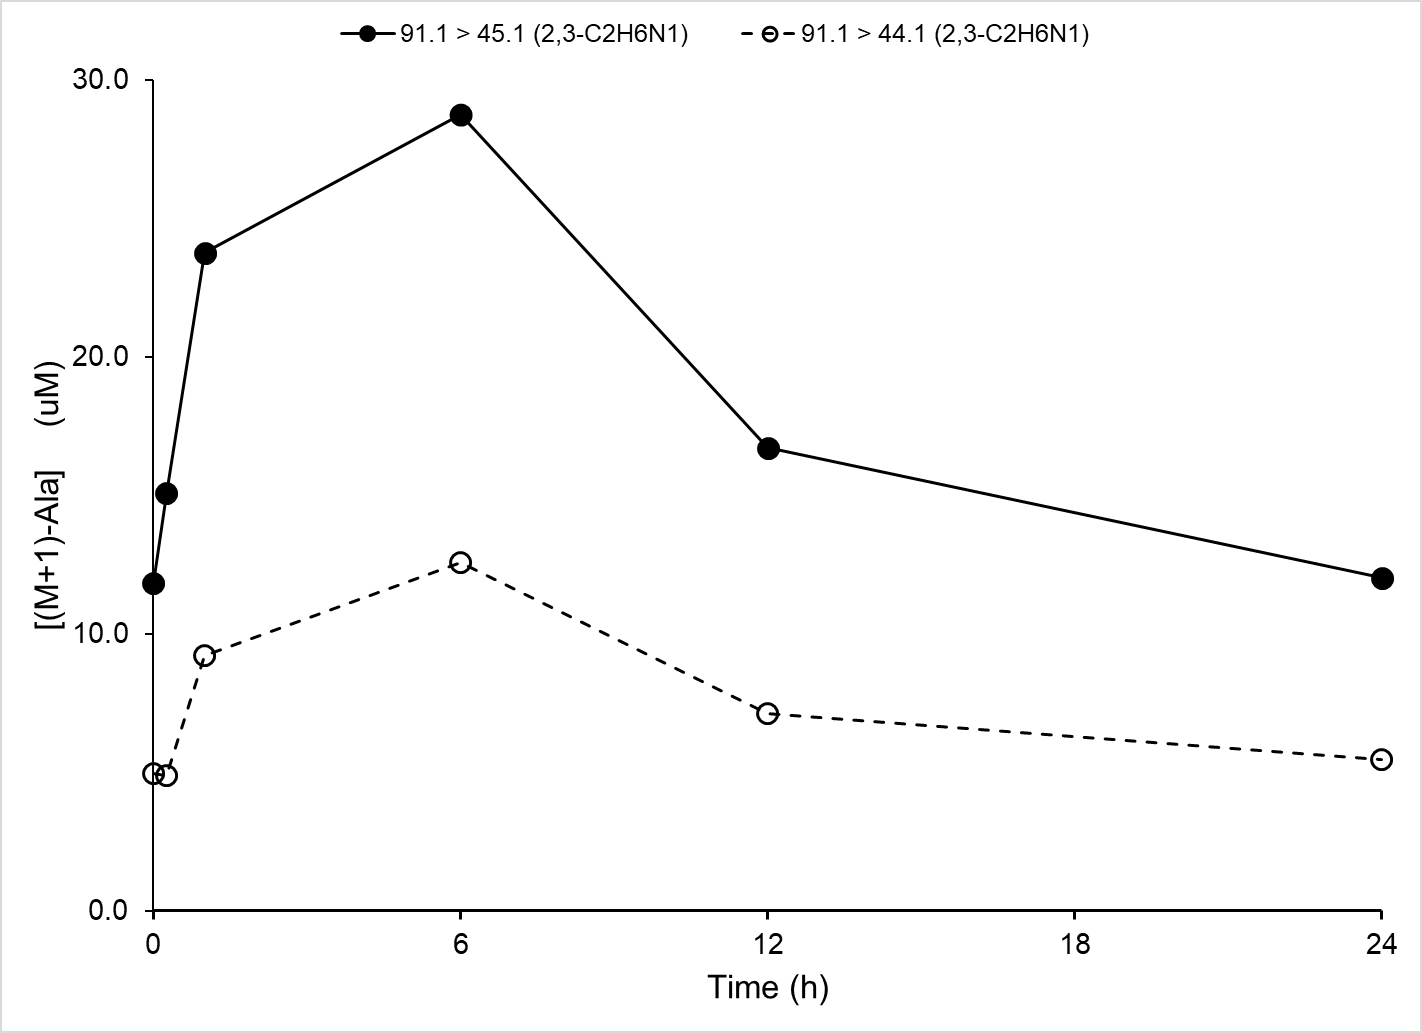 91.1 > 45.1 (2,3-C2H6N1) 91.1 > 44.1 (2,3-C2H6N1)
30.0
20.0
10.0
0.0
[(M+1)-Ala] (uM)
0 6 12 18 24
Time (h)